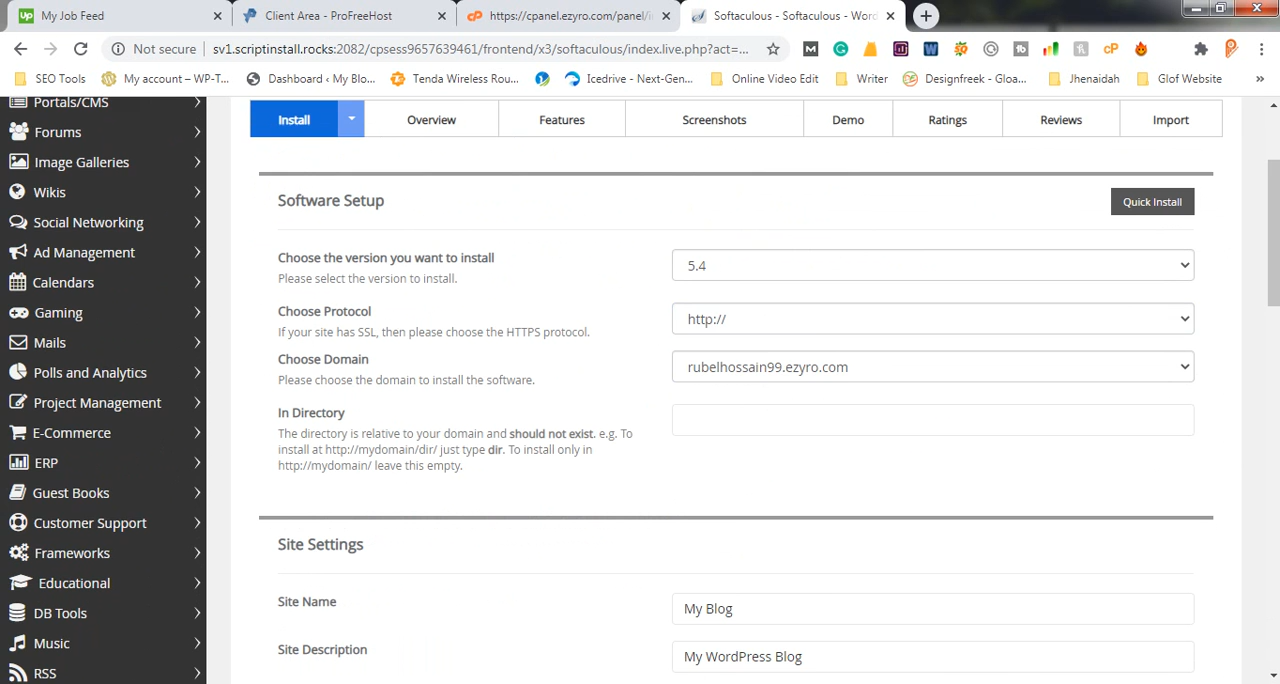 My Job Feed
Client Area - ProFreeHost
https://cpanel.ezyro.com/panel/i
Softaculous - Softaculous - Wor
Not secure sv1.scriptinstall.rocks:2082/cpsess9657639461/frontend/x3/softaculous/index.live.php?act=...
SEO Tools
My account – WP-T...
Dashboard ‹ My Blo...
Tenda Wireless Rou...
Icedrive - Next-Gen...
Online Video Edit
Writer
Designfreek - Gloa...
Jhenaidah
Glof Website
»
Portals/CMS
Forums
Image Galleries
Wikis
Social Networking
Ad Management
Calendars
Gaming
Mails
Polls and Analytics
Project Management
E-Commerce
ERP
Guest Books
Customer Support
Frameworks
Educational
DB Tools
Music
RSS
Install
Overview
Features
Screenshots
Demo
Ratings
Reviews
Import
Software Setup
Quick Install
Choose the version you want to install
Please select the version to install.
5.4
Choose Protocol
If your site has SSL, then please choose the HTTPS protocol.
http://
Choose Domain
Please choose the domain to install the software.
rubelhossain99.ezyro.com
In Directory
The directory is relative to your domain and should not exist. e.g. To
install at http://mydomain/dir/ just type dir. To install only in
http://mydomain/ leave this empty.
Site Settings
Site Name
My Blog
Site Description
My WordPress Blog